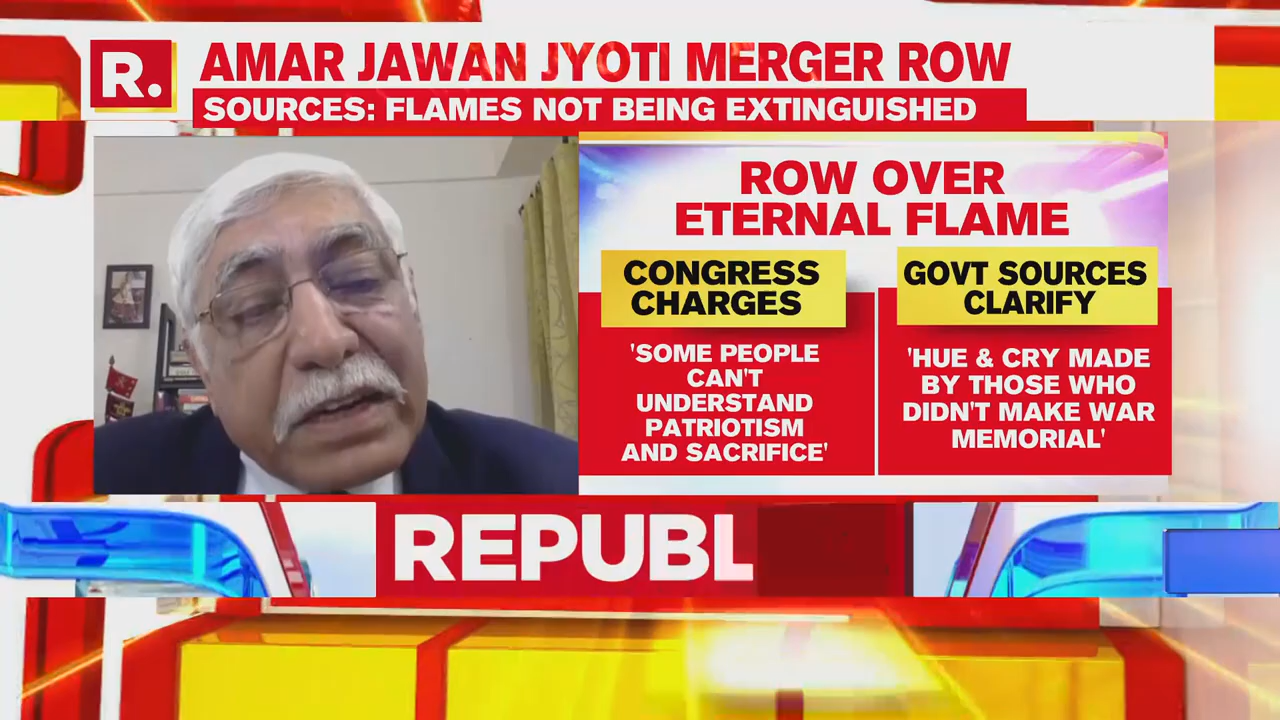 R.
AMAR JAWAN JYOTI MERGER ROW
SOURCES: FLAMES NOT BEING EXTINGUISHED
ROW OVER
ETERNAL FLAME
CONGRESS
CHARGES
'SOME PEOPLE
CAN'T
UNDERSTAND
PATRIOTISM
AND SACRIFICE'
GOVT SOURCES
CLARIFY
'HUE & CRY MADE
BY THOSE WHO
DIDN'T MAKE WAR
MEMORIAL'
REPUBL